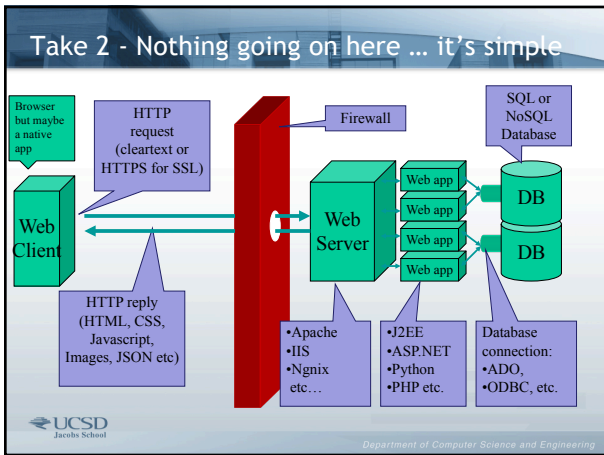 Take 2 - Nothing going on here … it's simple
Browser
but maybe
a native
app
HTTP
request
(cleartext or
HTTPS for SSL)
Firewall
SQL or
NoSQL
Database
Web
Client
Web
Server
Web app
Web app
Web app
Web app
DB
DB
HTTP reply
(HTML, CSS,
Javascript,
Images, JSON etc)
•Apache
•IIS
•Ngnix
etc…
•J2EE
•ASP.NET
•Python
•PHP etc.
Database
connection:
•ADO,
•ODBC, etc.
UCSD
Jacobs School
Department of Computer Science and Engineering